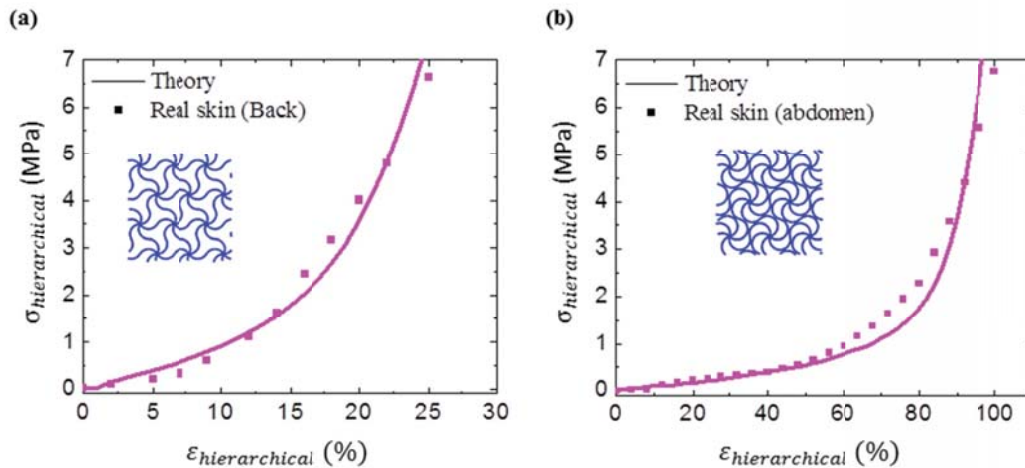 (a)
7
6
5
4
3
2
1
0
σhierarchical (MPa)
Theory
Real skin (Back)
0 5 10 15 20 25 30
εhierarchical (%)
(b)
7
6
5
4
3
2
1
0
σhierarchical (MPa)
Theory
Real skin (abdomen)
0 20 40 60 80 100
εhierarchical (%)